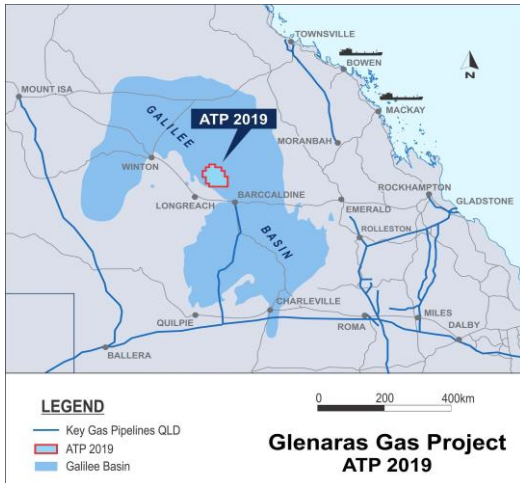 TOWNSVILLE
BOWEN
N
MOUNT ISA
GALILEE
ATP 2019
MACKAY
MORANBAH
WINTON
LONGREACH
BARCCALDINE
ROCKHAMPTON
GLADSTONE
EMERALD
ROLLESTON
BASIN
CHARLEVILLE
QUILPIE
ROMA
MILES
DALBY
BALLERA
LEGEND
Key Gas Pipelines QLD
ATP 2019
Galilee Basin
0 200 400km
Glenaras Gas Project
ATP 2019